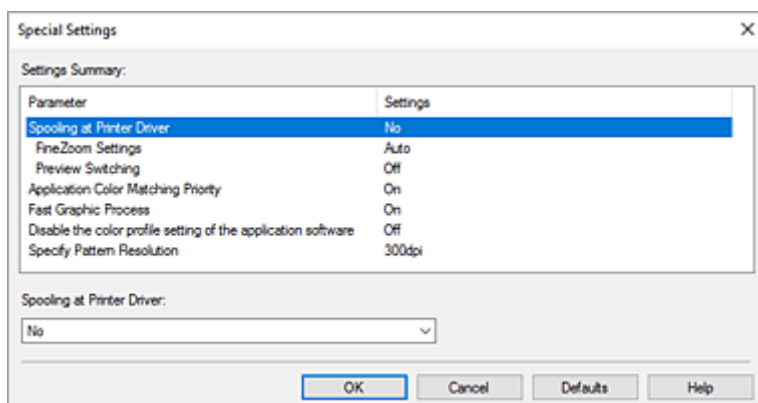 Special Settings
Settings Summary:
Parameter Settings
Spooling at Printer Driver No
FineZoom Settings Auto
Preview Switching Off
Application Color Matching Priority On
Fast Graphic Process On
Disable the color profile setting of the application software Off
Specify Pattern Resolution 300dpi
Spooling at Printer Driver:
No
OK Cancel Defaults Help